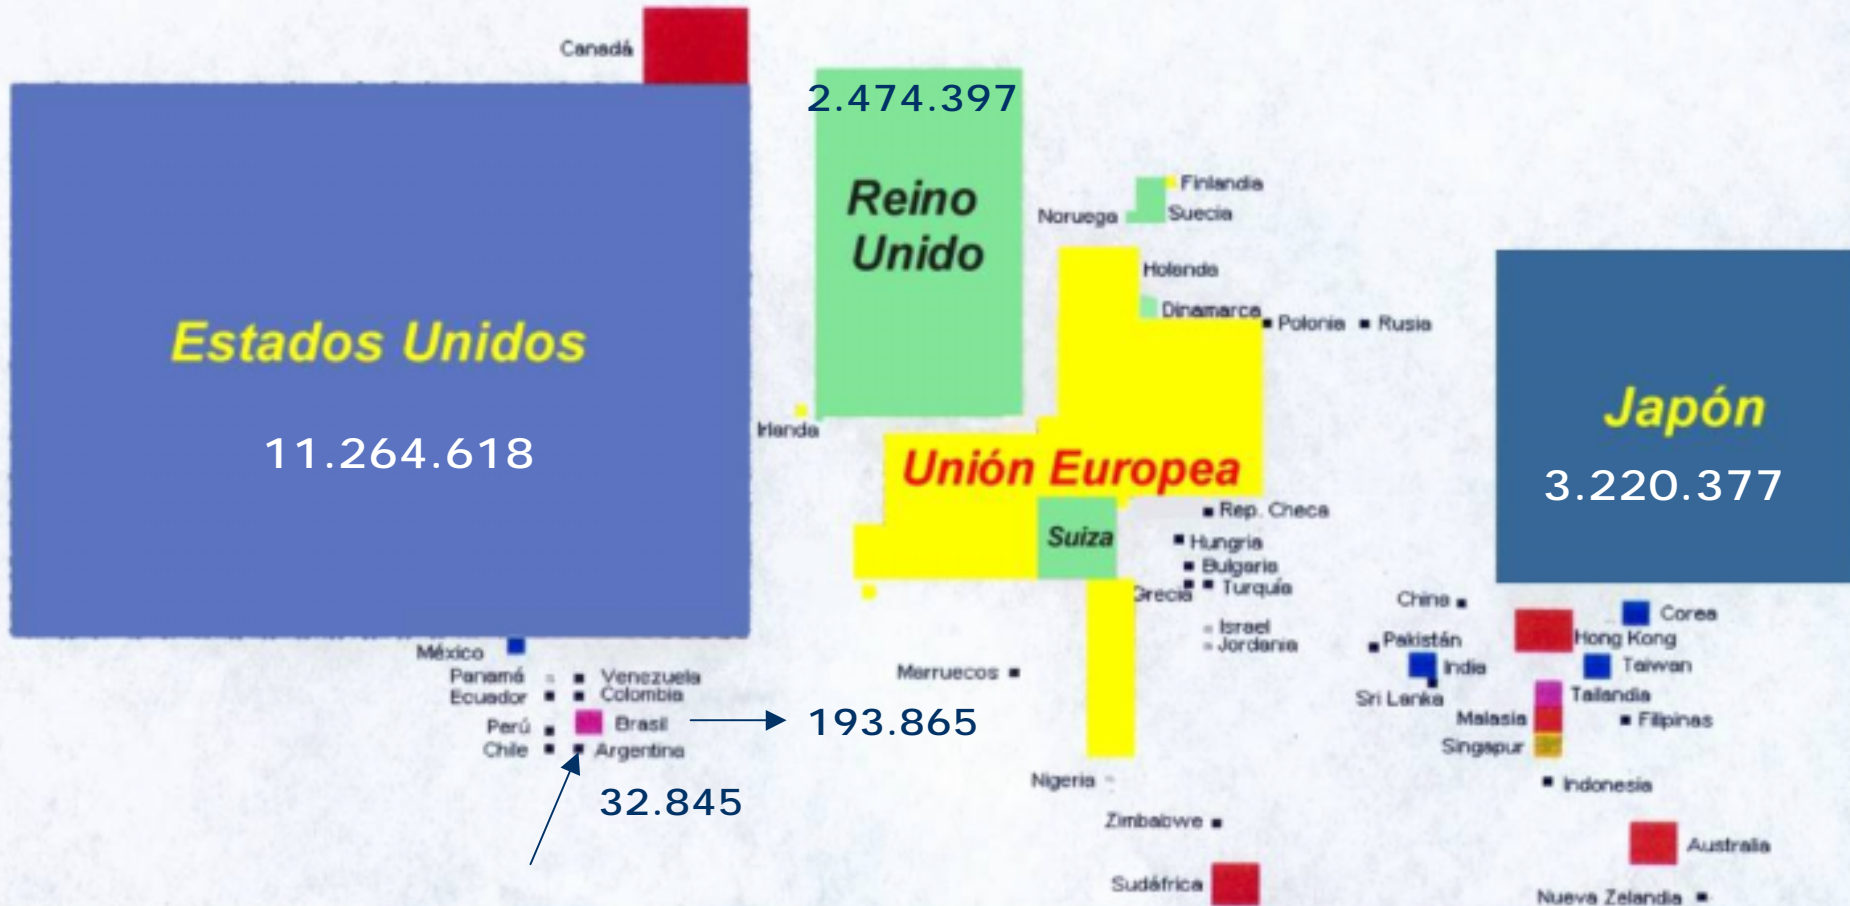 Canadá
2.474.397
Reino
Unido
Finlandia
Noruega
Suecia
Holanda
Dinamarca
Polonia
Rusia
Estados Unidos
11.264.618
Japón
3.220.377
Irlanda
Unión Europea
Suiza
Rep. Checa
Hungria
Bulgaria
Grecia
Turquía
Israel
Jordania
Marruecos
México
Panamá
Venezuela
Ecuador
Colombia
Perú
Brasil
193.865
Chile
Argentina
32.845
Nigeria
Zimbabwe
Sudáfrica
China
Corea
Hong Kong
Pakistán
India
Taiwan
Sri Lanka
Tailandia
Malasia
Filipinas
Singapur
Indonesia
Australia
Nueva Zelandia